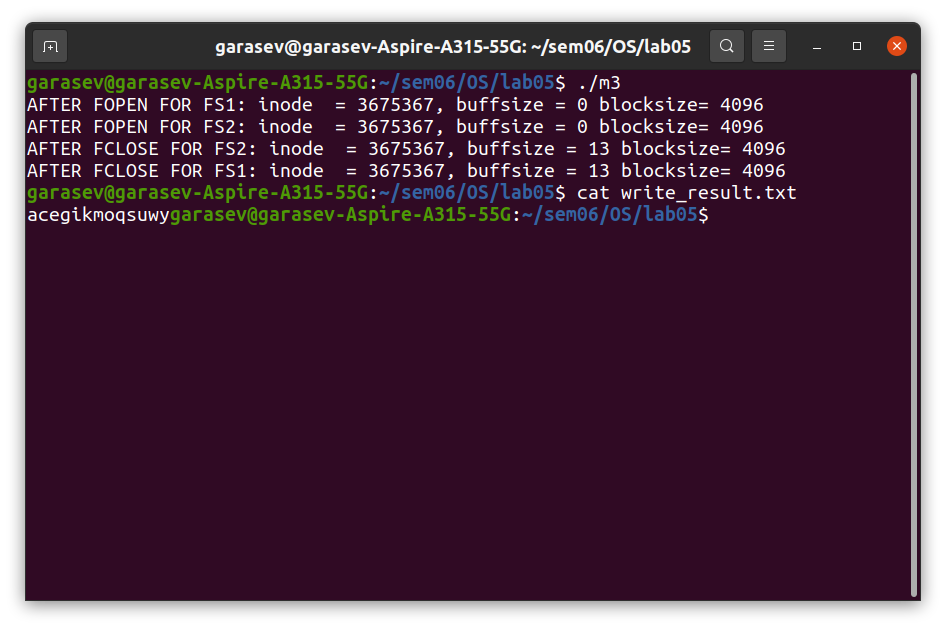 garasev@garasev-Aspire-A315-55G: ~/sem06/OS/lab05
garasev@garasev-Aspire-A315-55G:~/sem06/OS/lab05$ ./m3
AFTER FOPEN FOR FS1: inode  = 3675367, buffsize = 0 blocksize= 4096
AFTER FOPEN FOR FS2: inode  = 3675367, buffsize = 0 blocksize= 4096
AFTER FCLOSE FOR FS2: inode  = 3675367, buffsize = 13 blocksize= 4096
AFTER FCLOSE FOR FS1: inode  = 3675367, buffsize = 13 blocksize= 4096
garasev@garasev-Aspire-A315-55G:~/sem06/OS/lab05$ cat write_result.txt
acegikmoqsuwygarasev@garasev-Aspire-A315-55G:~/sem06/OS/lab05$